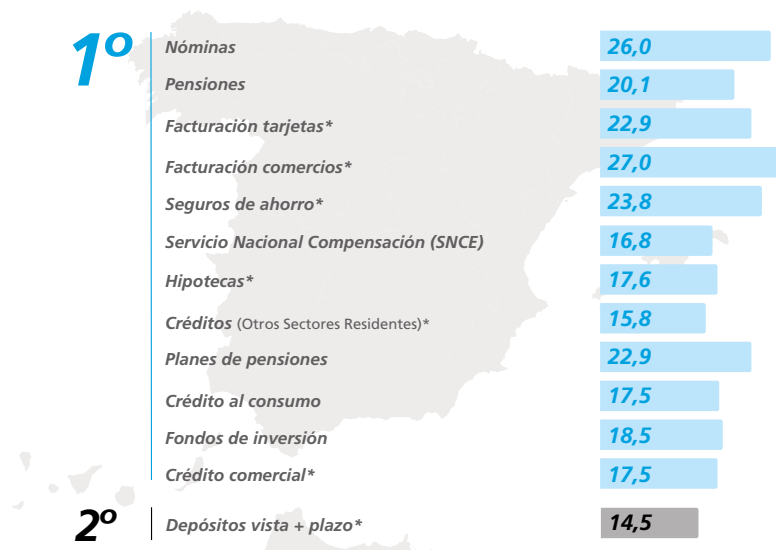 1º
Nóminas 26,0
Pensiones 20,1
Facturación tarjetas* 22,9
Facturación comercios* 27,0
Seguros de ahorro* 23,8
Servicio Nacional Compensación (SNCE) 16,8
Hipotecas* 17,6
Créditos (Otros Sectores Residentes)* 15,8
Planes de pensiones 22,9
Crédito al consumo 17,5
Fondos de inversión 18,5
Crédito comercial* 17,5
2º
Depósitos vista + plazo* 14,5